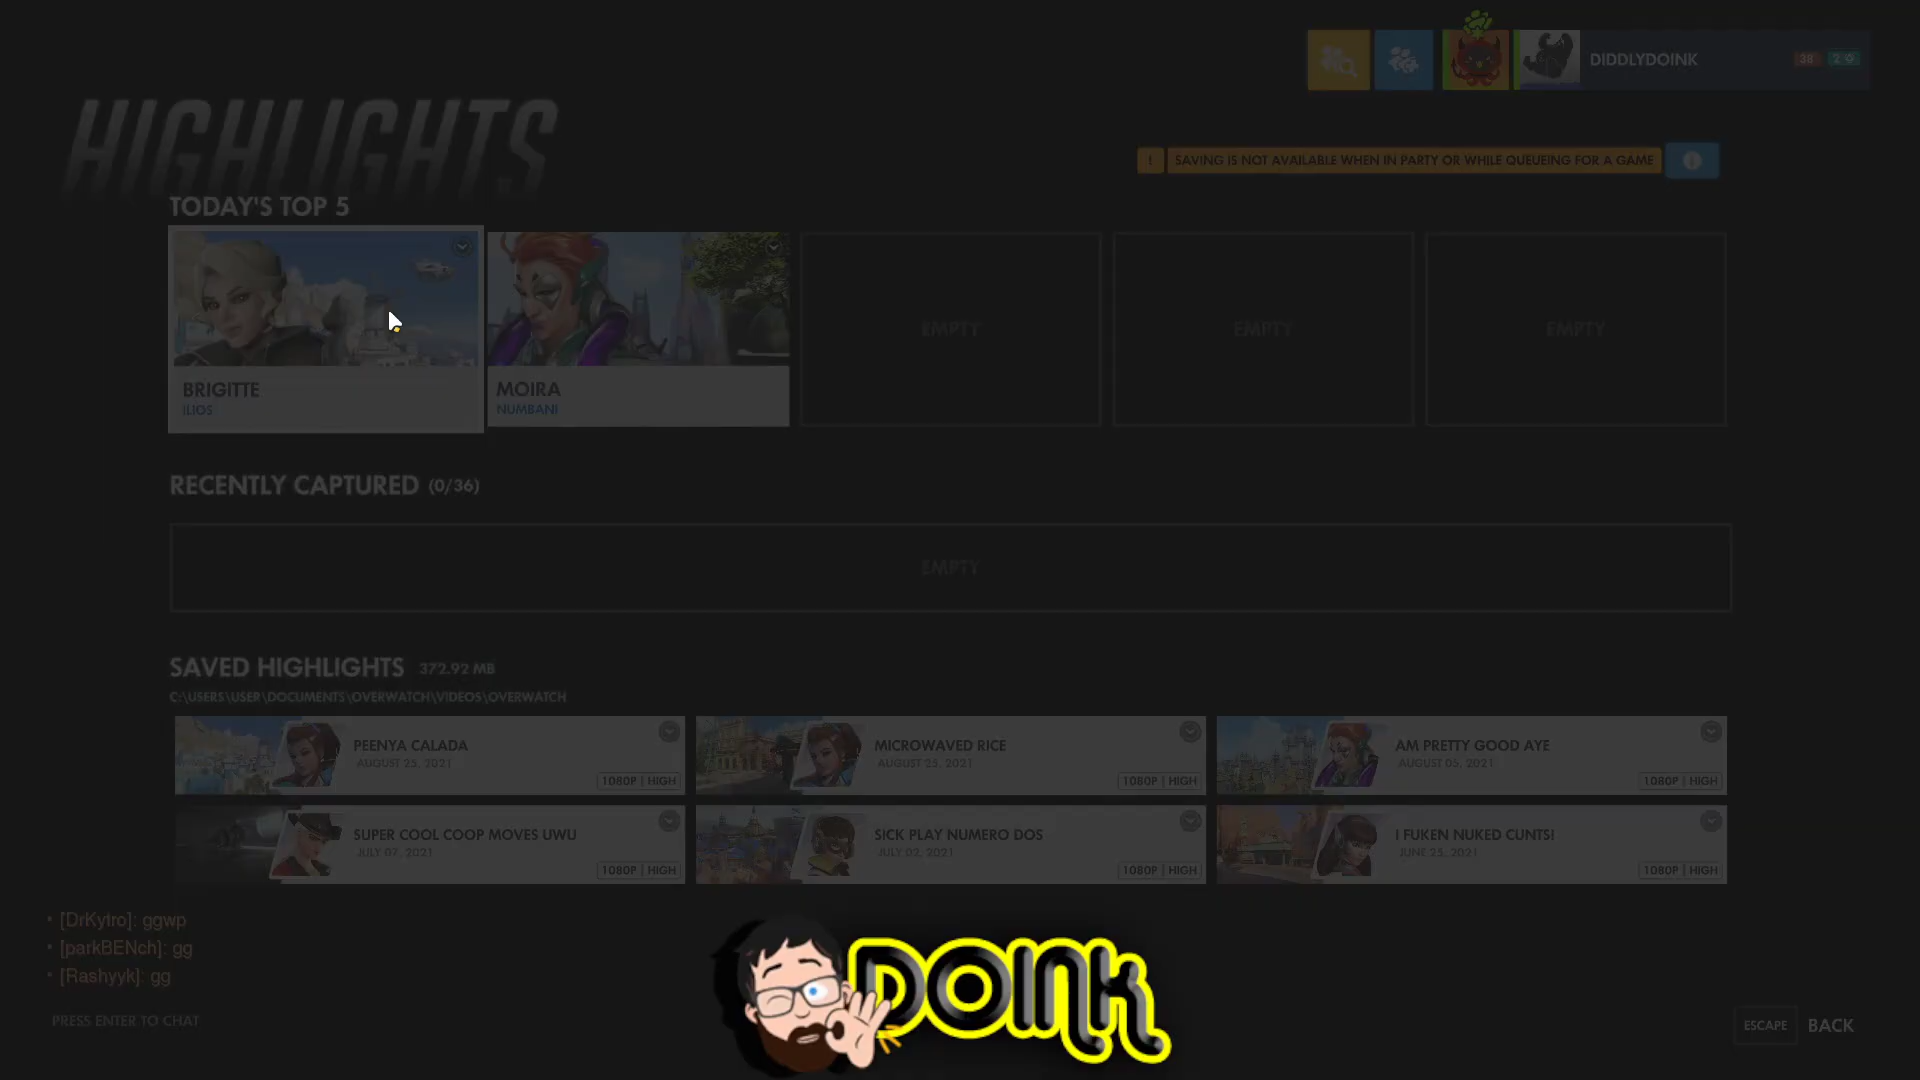 DIDDLYDOINK
38
2
HIGHLIGHTS
! SAVING IS NOT AVAILABLE WHEN IN PARTY OR WHILE QUEUEING FOR A GAME
TODAY'S TOP 5
BRIGITTE
ILIOS
MOIRA
NUMBANI
EMPTY
EMPTY
EMPTY
RECENTLY CAPTURED (0/36)
EMPTY
SAVED HIGHLIGHTS 372.92 MB
C:\USERS\USER\DOCUMENTS\OVERWATCH\VIDEOS\OVERWATCH
PEENYA CALADA
AUGUST 25, 2021
1080P | HIGH
MICROWAVED RICE
AUGUST 25, 2021
1080P | HIGH
AM PRETTY GOOD AYE
AUGUST 05, 2021
1080P | HIGH
SUPER COOL COOP MOVES UWU
JULY 07, 2021
1080P | HIGH
SICK PLAY NUMERO DOS
JULY 02, 2021
1080P | HIGH
I FUKEN NUKED CUNTS!
JUNE 25, 2021
1080P | HIGH
[DrKytro]: ggwp
[parkBENch]: gg
[Rashyyk]: gg
PRESS ENTER TO CHAT
DOINK
ESCAPE BACK